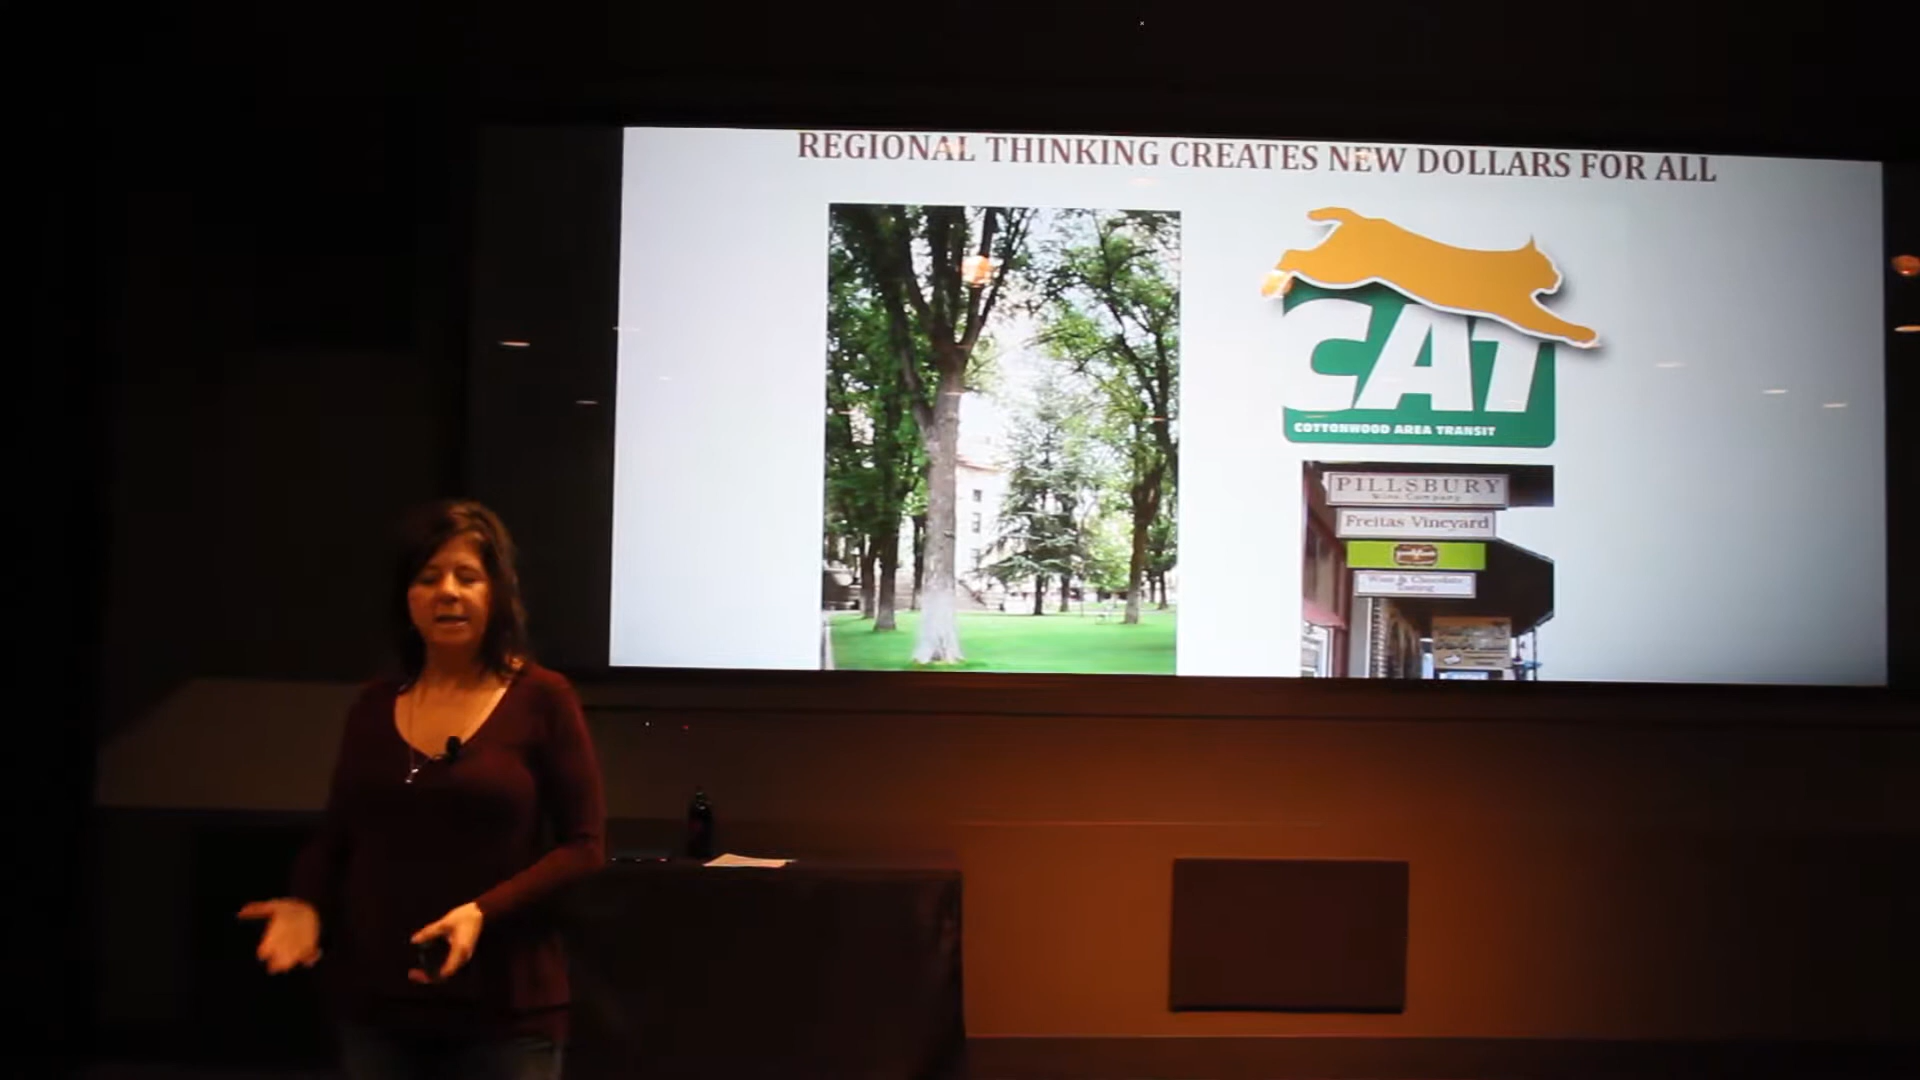 REGIONAL THINKING CREATES NEW DOLLARS FOR ALL
CAT
COTTONWOOD AREA TRANSIT
PILLSBURY
Wine Company
Freitas Vineyard
Wine & Chocolate
Tasting